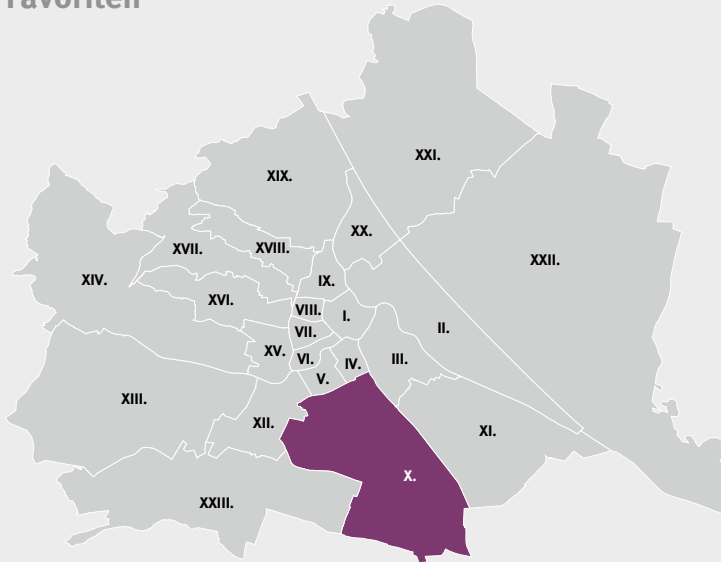 Favoriten
XXI.
XIX.
XX.
XVII.
XVIII.
XXII.
XIV.
IX.
XVI.
VIII.
I.
II.
VII.
XV.
VI.
IV.
III.
V.
XIII.
XII.
XI.
X.
XXIII.